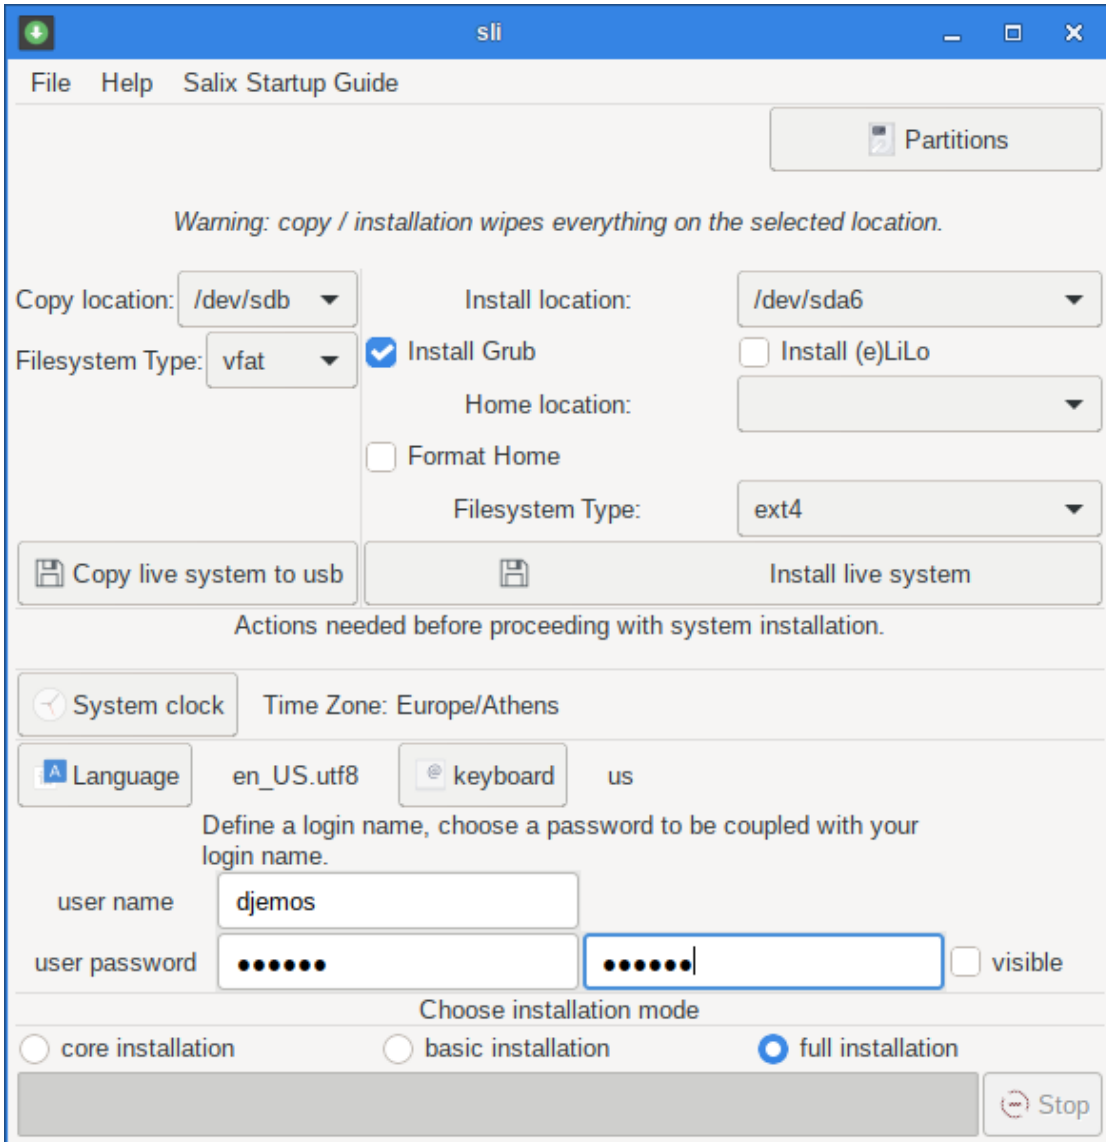 sli
File Help Salix Startup Guide
Partitions
Warning: copy / installation wipes everything on the selected location.
Copy location: /dev/sdb Install location: /dev/sda6
Filesystem Type: vfat Install Grub Install (e)LiLo
Home location:
Format Home
Filesystem Type: ext4
Copy live system to usb Install live system
Actions needed before proceeding with system installation.
System clock Time Zone: Europe/Athens
Language en_US.utf8 keyboard us
Define a login name, choose a password to be coupled with your
login name.
user name djemos
user password ●●●●●● ●●●●●● visible
Choose installation mode
core installation basic installation full installation
Stop